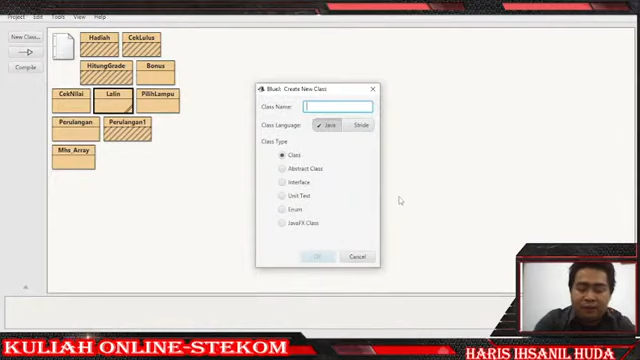 Project Edit Tools View Help
New Class...
Compile
Hadiah
CekLulus
HitungGrade
Bonus
CekNilai
Lalin
PilihLampu
Perulangan
Perulangan1
Mhs_Array
BlueJ: Create New Class
Class Name:
Class Language:
Java
Stride
Class Type
Class
Abstract Class
Interface
Unit Test
Enum
JavaFX Class
OK
Cancel
KULIAH ONLINE-STEKOM
HARIS IHSANIL HUDA